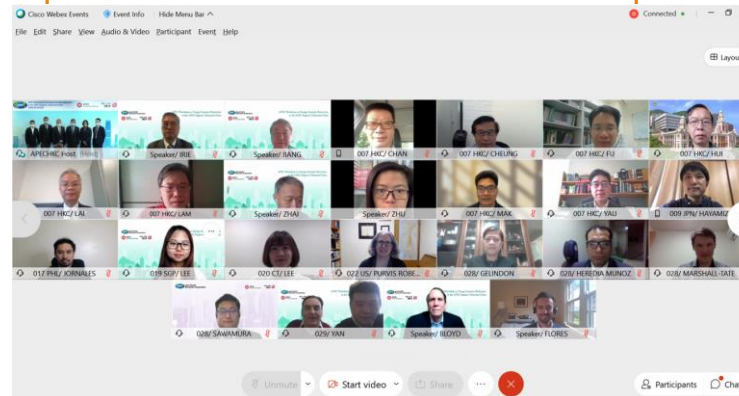 Cisco Webex Events Event Info Hide Menu Bar ^ Connected
File Edit Share View Audio & Video Participant Event Help
Layou
APECHKC Host Speaker/ IRIE Speaker/ JIANG 007 HKC/ CHAN 007 HKC/ CHEUNG 007 HKC/ FU 007 HKC/ HUI
007 HKC/ LAI 007 HKC/ LAM Speaker/ ZHAI Speaker/ ZHU 007 HKC/ MAK 007 HKC/ YAU 009 JPN/ HAYAMIZ
017 PHL/ JORNALES 019 SGP/ LEE 020 CT/ LEE 022 US/ PURVIS ROBE... 028/ GELINDON 028/ HEREDIA MUNOZ 028/ MARSHALL-TATE
028/ SAWAMURA 029/ YAN Speaker/ BLOYD Speaker/ FLORES
Unmute Start video Share ... Participants Cha